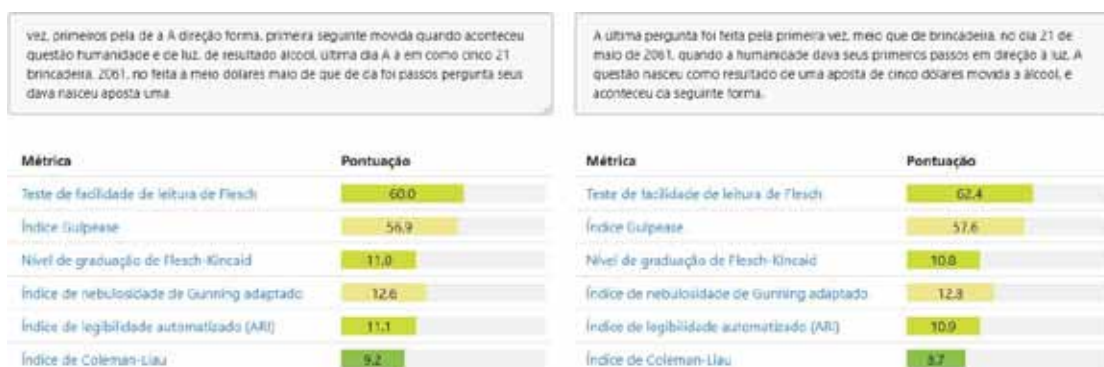 vez, primeiros pela de a A direção forma, primeira seguinte movida quando aconteceu
questão humanidade e de luz, de resultado álcool, última dia A à em como cinco 21
brincadeira, 2061, no feita a meio dólares maio de que de da foi passos pergunta seus
dava nasceu aposta uma
Métrica Pontuação
Teste de facilidade de leitura de Flesch 60.0
Índice Gulpease 56.9
Nível de graduação de Flesch-Kincaid 11.0
Índice de nebulosidade de Gunning adaptado 12.6
Índice de legibilidade automatizado (ARI) 11.1
Índice de Coleman-Liau 9.2
A última pergunta foi feita pela primeira vez, meio que de brincadeira, no dia 21 de
maio de 2061, quando a humanidade dava seus primeiros passos em direção à luz. A
questão nasceu como resultado de uma aposta de cinco dólares movida a álcool, e
aconteceu da seguinte forma.
Métrica Pontuação
Teste de facilidade de leitura de Flesch 62.4
Índice Gulpease 57.6
Nível de graduação de Flesch-Kincaid 10.8
Índice de nebulosidade de Gunning adaptado 12.8
Índice de legibilidade automatizado (ARI) 10.9
Índice de Coleman-Liau 8.7